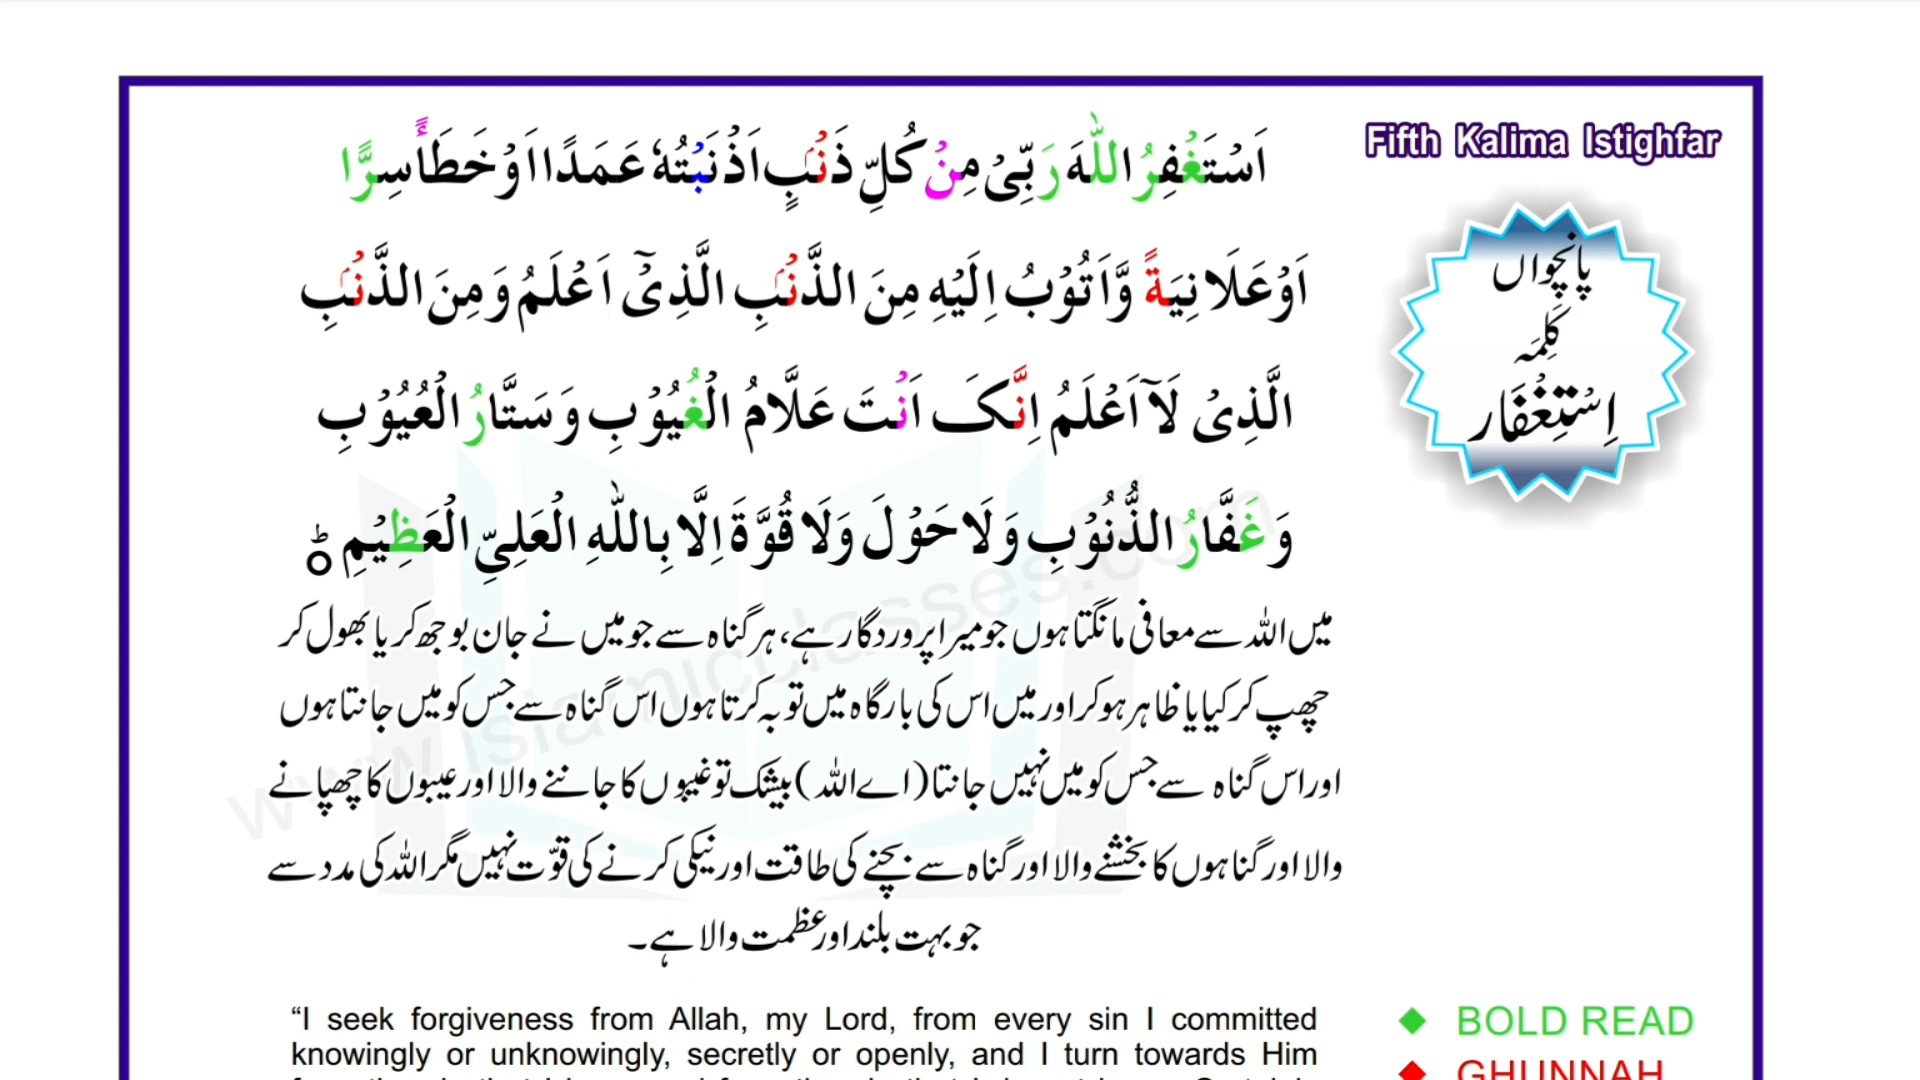 Fifth Kalima Istighfar
پانچواں
کَلِمَہ
اِسْتِغْفَار
اَسْتَغْفِرُ اللّٰهَ رَبِّىْ مِنْ كُلِّ ذَنْۢبٍ اَذْنَبْتُهٗ عَمَدًا اَوْ خَطَأً سِرًّا
اَوْ عَلَانِيَةً وَّاَتُوْبُ اِلَيْهِ مِنَ الذَّنْۢبِ الَّذِىْٓ اَعْلَمُ وَمِنَ الذَّنْۢبِ
الَّذِىْ لَآ اَعْلَمُ اِنَّکَ اَنْتَ عَلَّامُ الْغُيُوْبِ وَسَتَّارُ الْعُيُوْبِ
وَغَفَّارُ الذُّنُوْبِ وَلَا حَوْلَ وَلَا قُوَّةَ اِلَّا بِاللّٰهِ الْعَلِىِّ الْعَظِيْمِ ؕ
میں اللہ سے معافی مانگتا ہوں جو میرا پروردگار ہے، ہر گناہ سے جو میں نے جان بوجھ کر یا بھول کر
چھپ کر کیا یا ظاہر ہو کر اور میں اس کی بارگاہ میں توبہ کرتا ہوں اس گناہ سے جس کو میں جانتا ہوں
اور اس گناہ سے جس کو میں نہیں جانتا (اے اللہ) بیشک تو غیبوں کا جاننے والا اور عیبوں کا چھپانے
والا اور گناہوں کا بخشنے والا اور گناہ سے بچنے کی طاقت اور نیکی کرنے کی قوّت نہیں مگر اللہ کی مدد سے
جو بہت بلند اور عظمت والا ہے۔
www.islamicclasses.com
“I seek forgiveness from Allah, my Lord, from every sin I committed
knowingly or unknowingly, secretly or openly, and I turn towards Him
BOLD READ
GHUNNAH